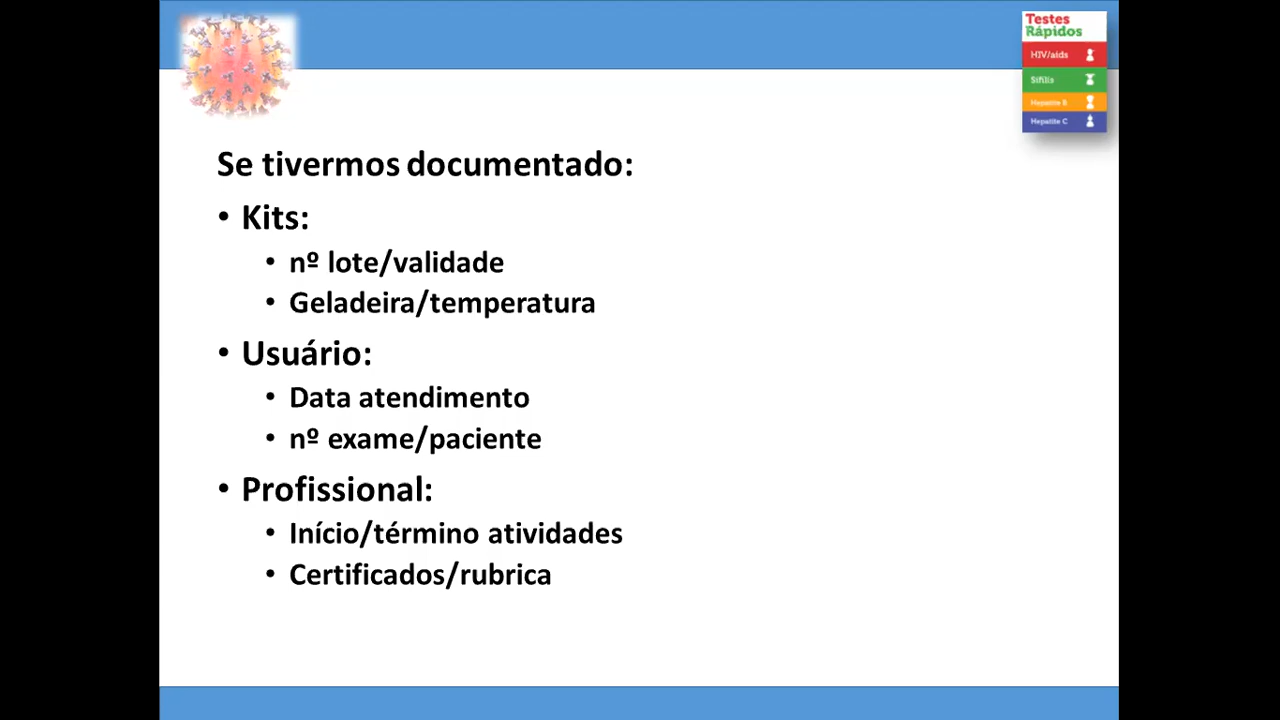 Testes
Rápidos
HIV/aids
Sífilis
Hepatite B
Hepatite C
Se tivermos documentado:
• Kits:
• nº lote/validade
• Geladeira/temperatura
• Usuário:
• Data atendimento
• nº exame/paciente
• Profissional:
• Início/término atividades
• Certificados/rubrica